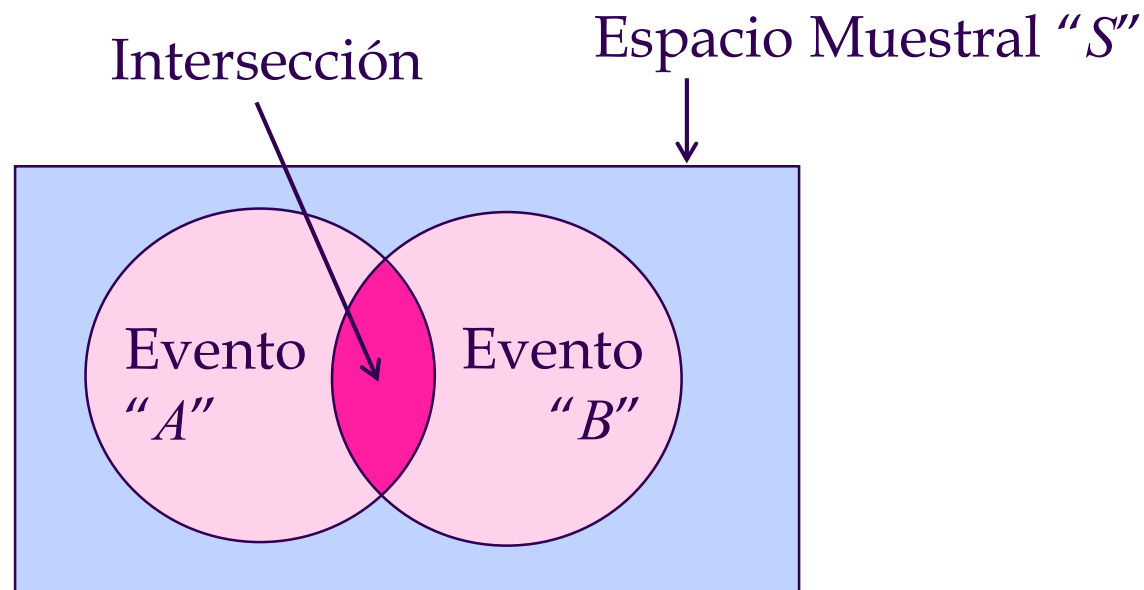 Intersección
Espacio Muestral “S”
Evento
“A”
Evento
“B”